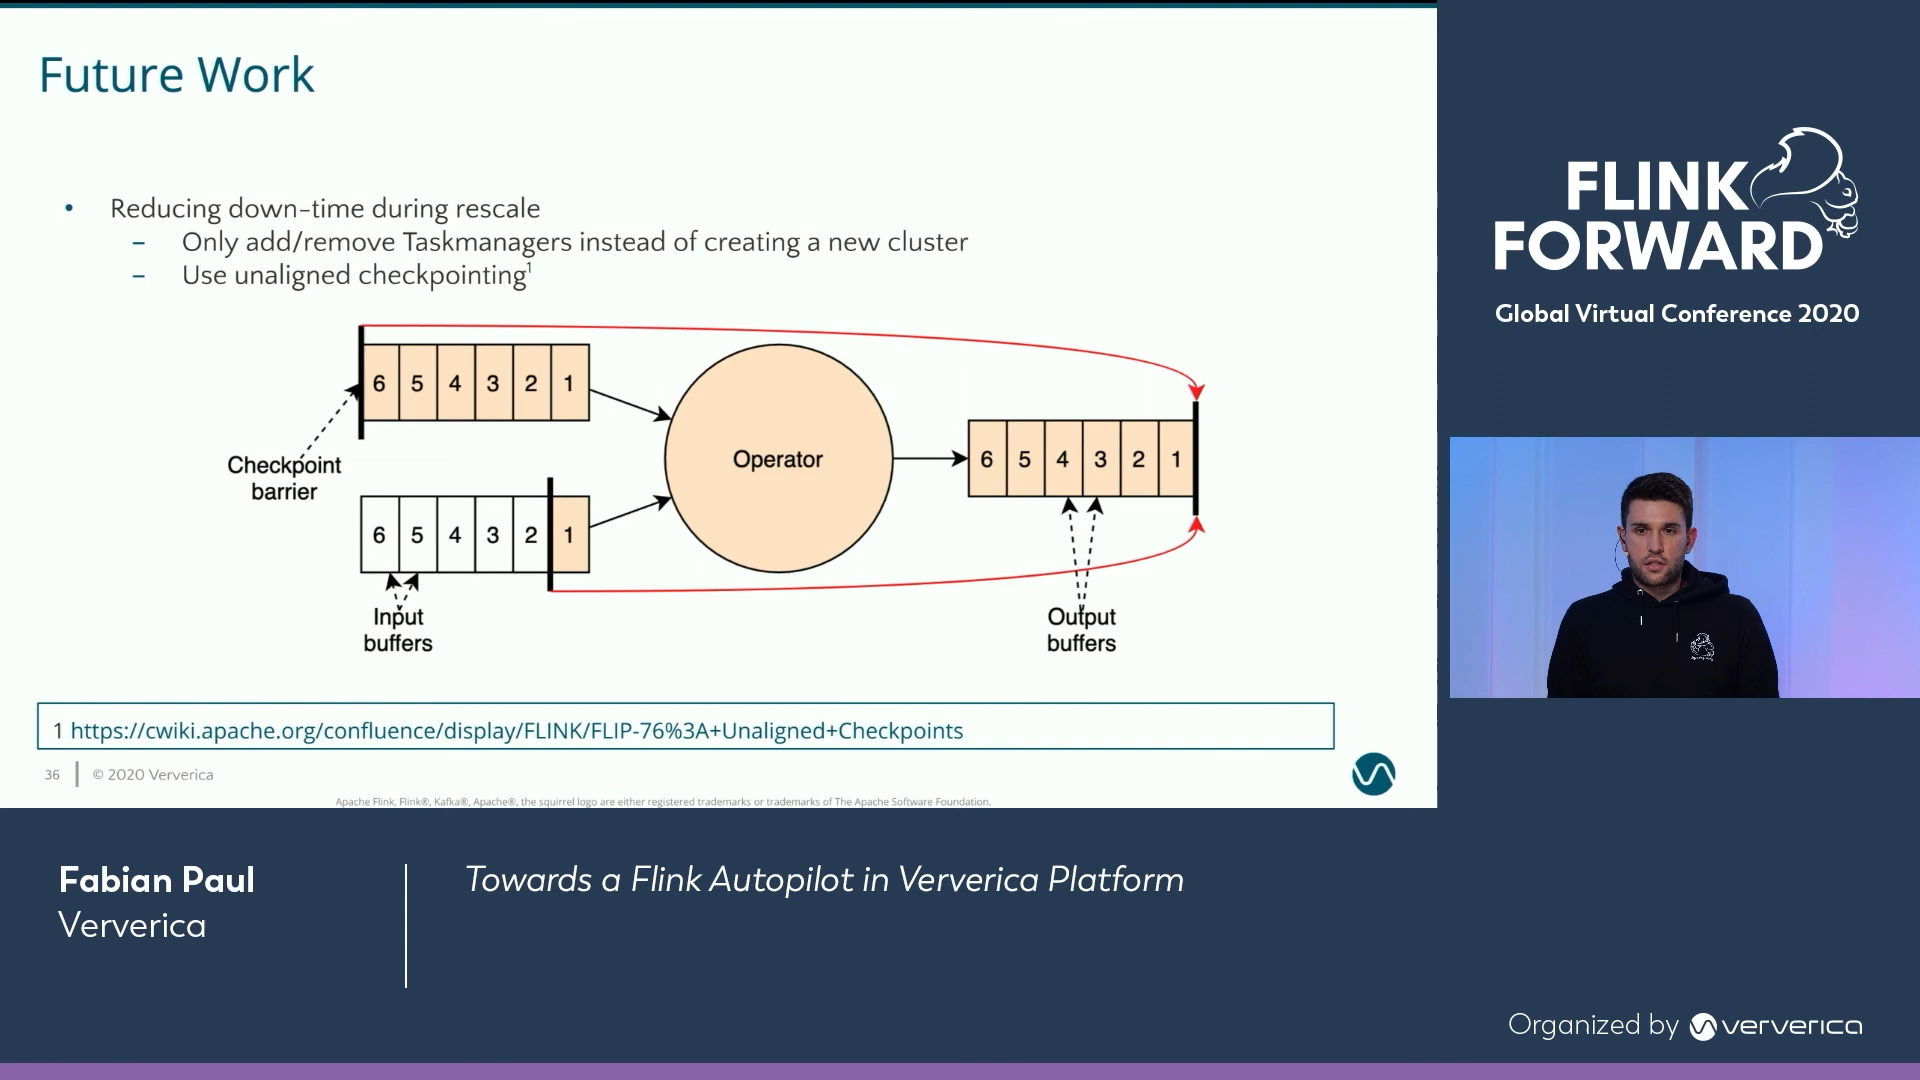 Future Work
• Reducing down-time during rescale
– Only add/remove Taskmanagers instead of creating a new cluster
– Use unaligned checkpointing1
6 5 4 3 2 1
Checkpoint
barrier
6 5 4 3 2 1
Input
buffers
Operator
6 5 4 3 2 1
Output
buffers
1 https://cwiki.apache.org/confluence/display/FLINK/FLIP-76%3A+Unaligned+Checkpoints
36 © 2020 Ververica
Apache Flink, Flink®, Kafka®, Apache®, the squirrel logo are either registered trademarks or trademarks of The Apache Software Foundation.
FLINK
FORWARD
Global Virtual Conference 2020
Fabian Paul
Ververica
Towards a Flink Autopilot in Ververica Platform
Organized by ververica